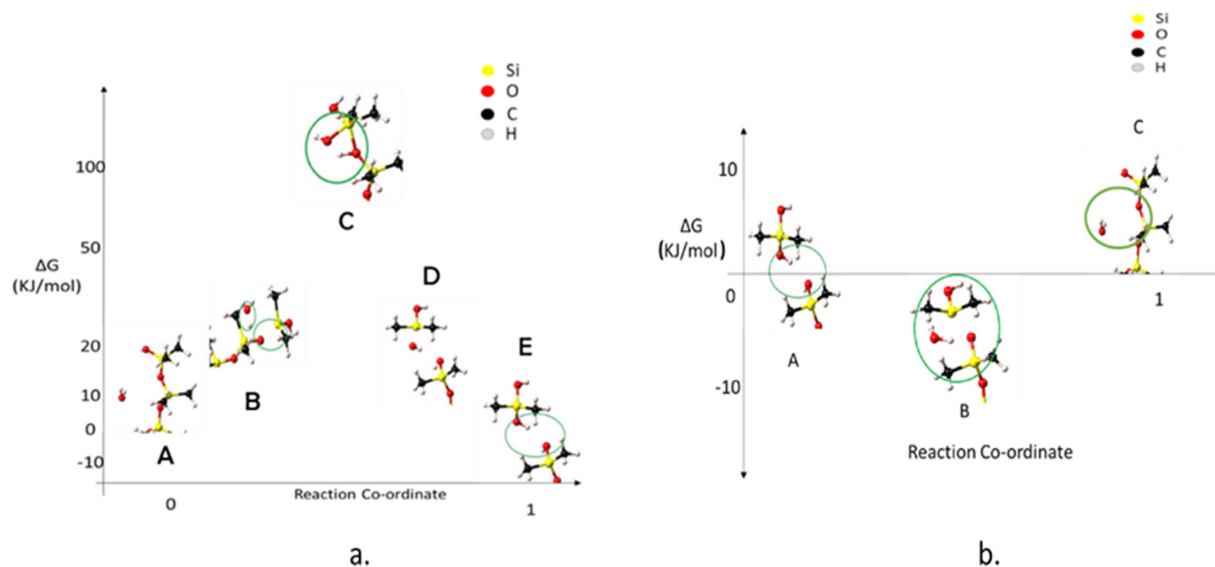 Si
O
C
H
100
50
ΔG
(KJ/mol)
20
10
0
-10
A
B
C
D
E
Reaction Co-ordinate
0
1
a.
Si
O
C
H
C
10
ΔG
(KJ/mol)
0
1
A
-10
B
Reaction Co-ordinate
b.